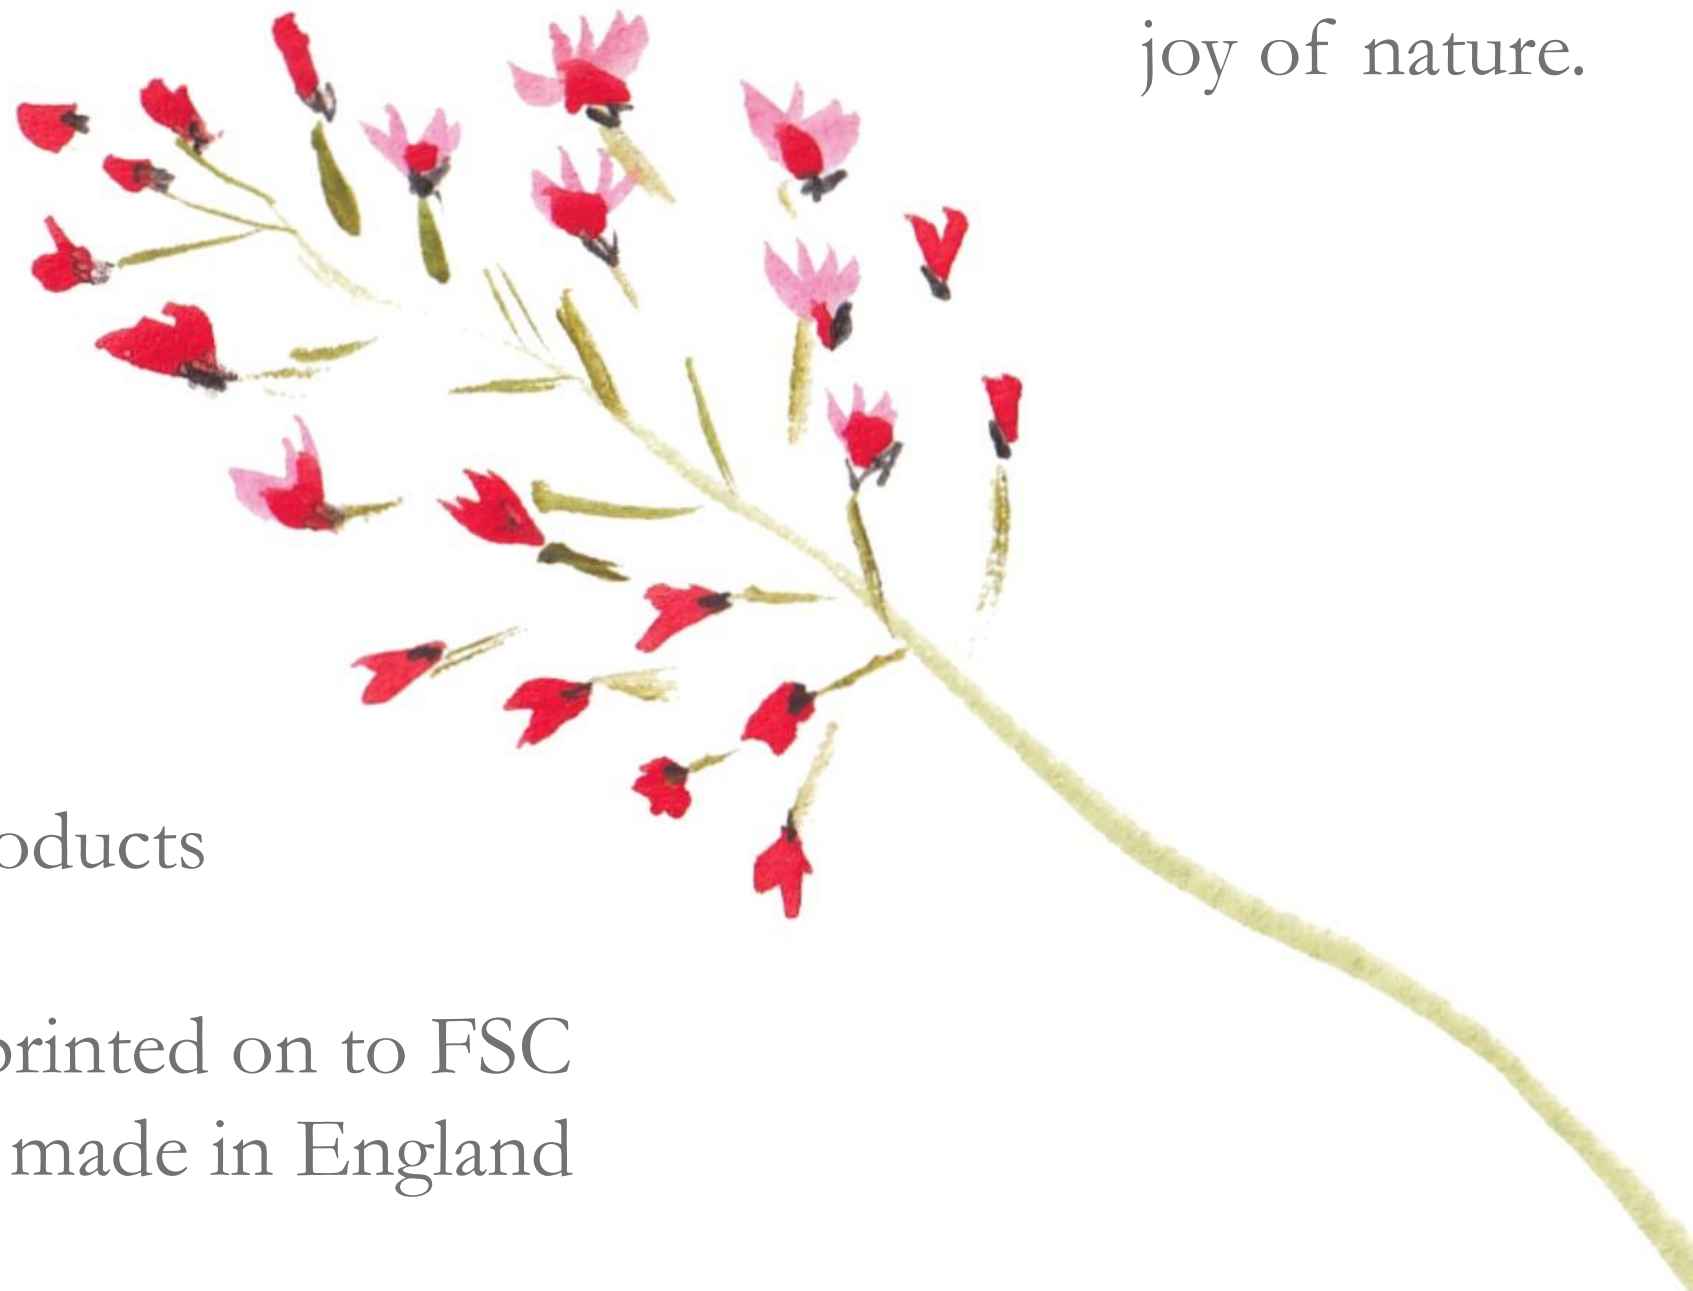 joy of nature.
oducts
printed on to FSC
made in England